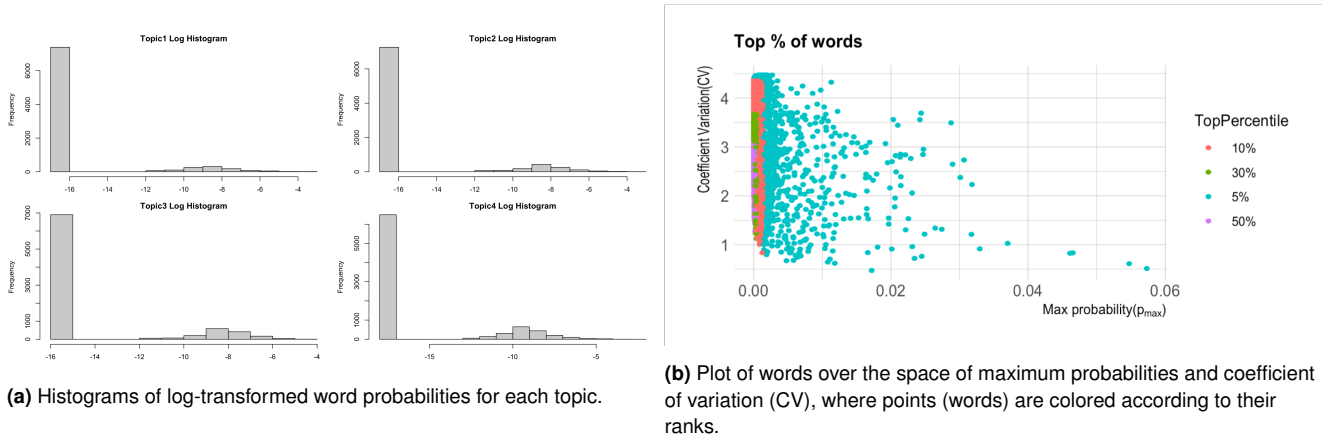 Topic1 Log Histogram
Frequency
0 2000 4000 6000
-16 -14 -12 -10 -8 -6 -4
Topic2 Log Histogram
Frequency
0 2000 4000 6000
-16 -14 -12 -10 -8 -6 -4
Topic3 Log Histogram
Frequency
0 1000 3000 5000 7000
-16 -14 -12 -10 -8 -6 -4
Topic4 Log Histogram
Frequency
0 1000 3000 5000
-15 -10 -5
(a) Histograms of log-transformed word probabilities for each topic.
Top % of words
Coefficient Variation(CV)
4
3
2
1
0.00 0.02 0.04 0.06
Max probability(pmax)
TopPercentile
10%
30%
5%
50%
(b) Plot of words over the space of maximum probabilities and coefficient
of variation (CV), where points (words) are colored according to their
ranks.